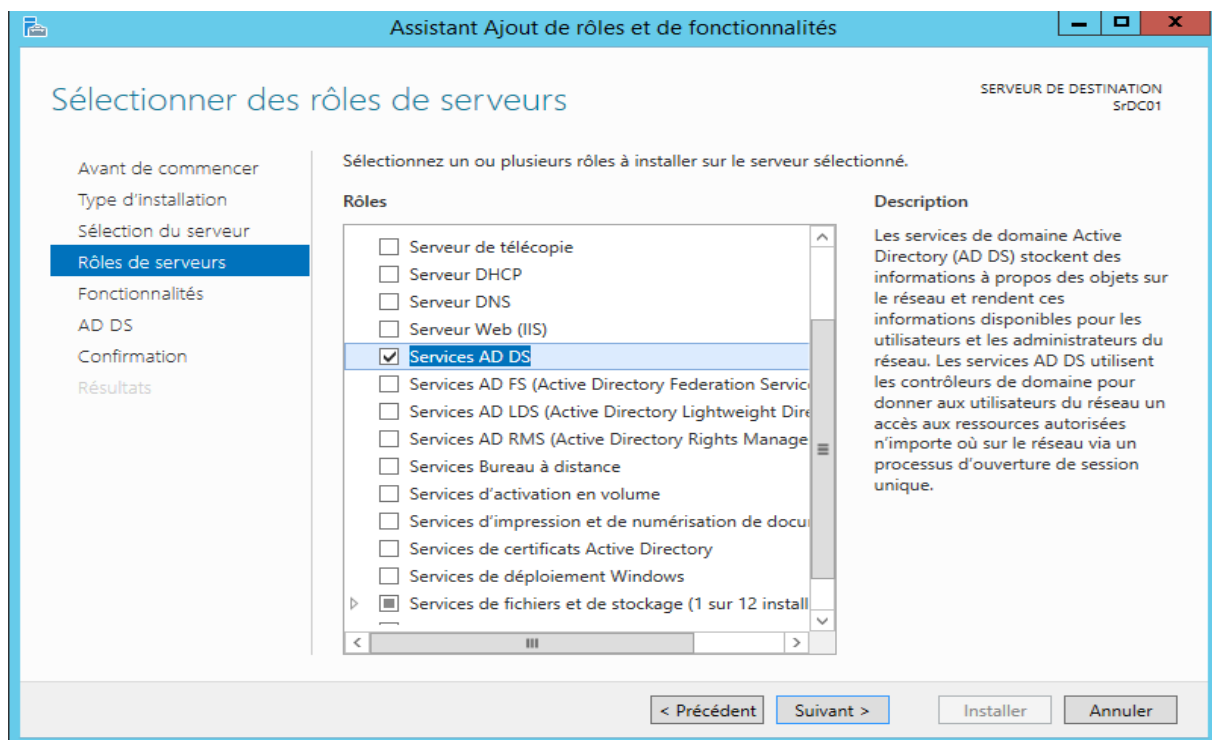 Assistant Ajout de rôles et de fonctionnalités
Sélectionner des rôles de serveurs
SERVEUR DE DESTINATION
SrDC01
Avant de commencer
Type d'installation
Sélection du serveur
Rôles de serveurs
Fonctionnalités
AD DS
Confirmation
Résultats
Sélectionnez un ou plusieurs rôles à installer sur le serveur sélectionné.
Rôles
Serveur de télécopie
Serveur DHCP
Serveur DNS
Serveur Web (IIS)
Services AD DS
Services AD FS (Active Directory Federation Servic
Services AD LDS (Active Directory Lightweight Dire
Services AD RMS (Active Directory Rights Manage
Services Bureau à distance
Services d'activation en volume
Services d'impression et de numérisation de docu
Services de certificats Active Directory
Services de déploiement Windows
Services de fichiers et de stockage (1 sur 12 install
Description
Les services de domaine Active
Directory (AD DS) stockent des
informations à propos des objets sur
le réseau et rendent ces
informations disponibles pour les
utilisateurs et les administrateurs du
réseau. Les services AD DS utilisent
les contrôleurs de domaine pour
donner aux utilisateurs du réseau un
accès aux ressources autorisées
n'importe où sur le réseau via un
processus d'ouverture de session
unique.
< Précédent
Suivant >
Installer
Annuler